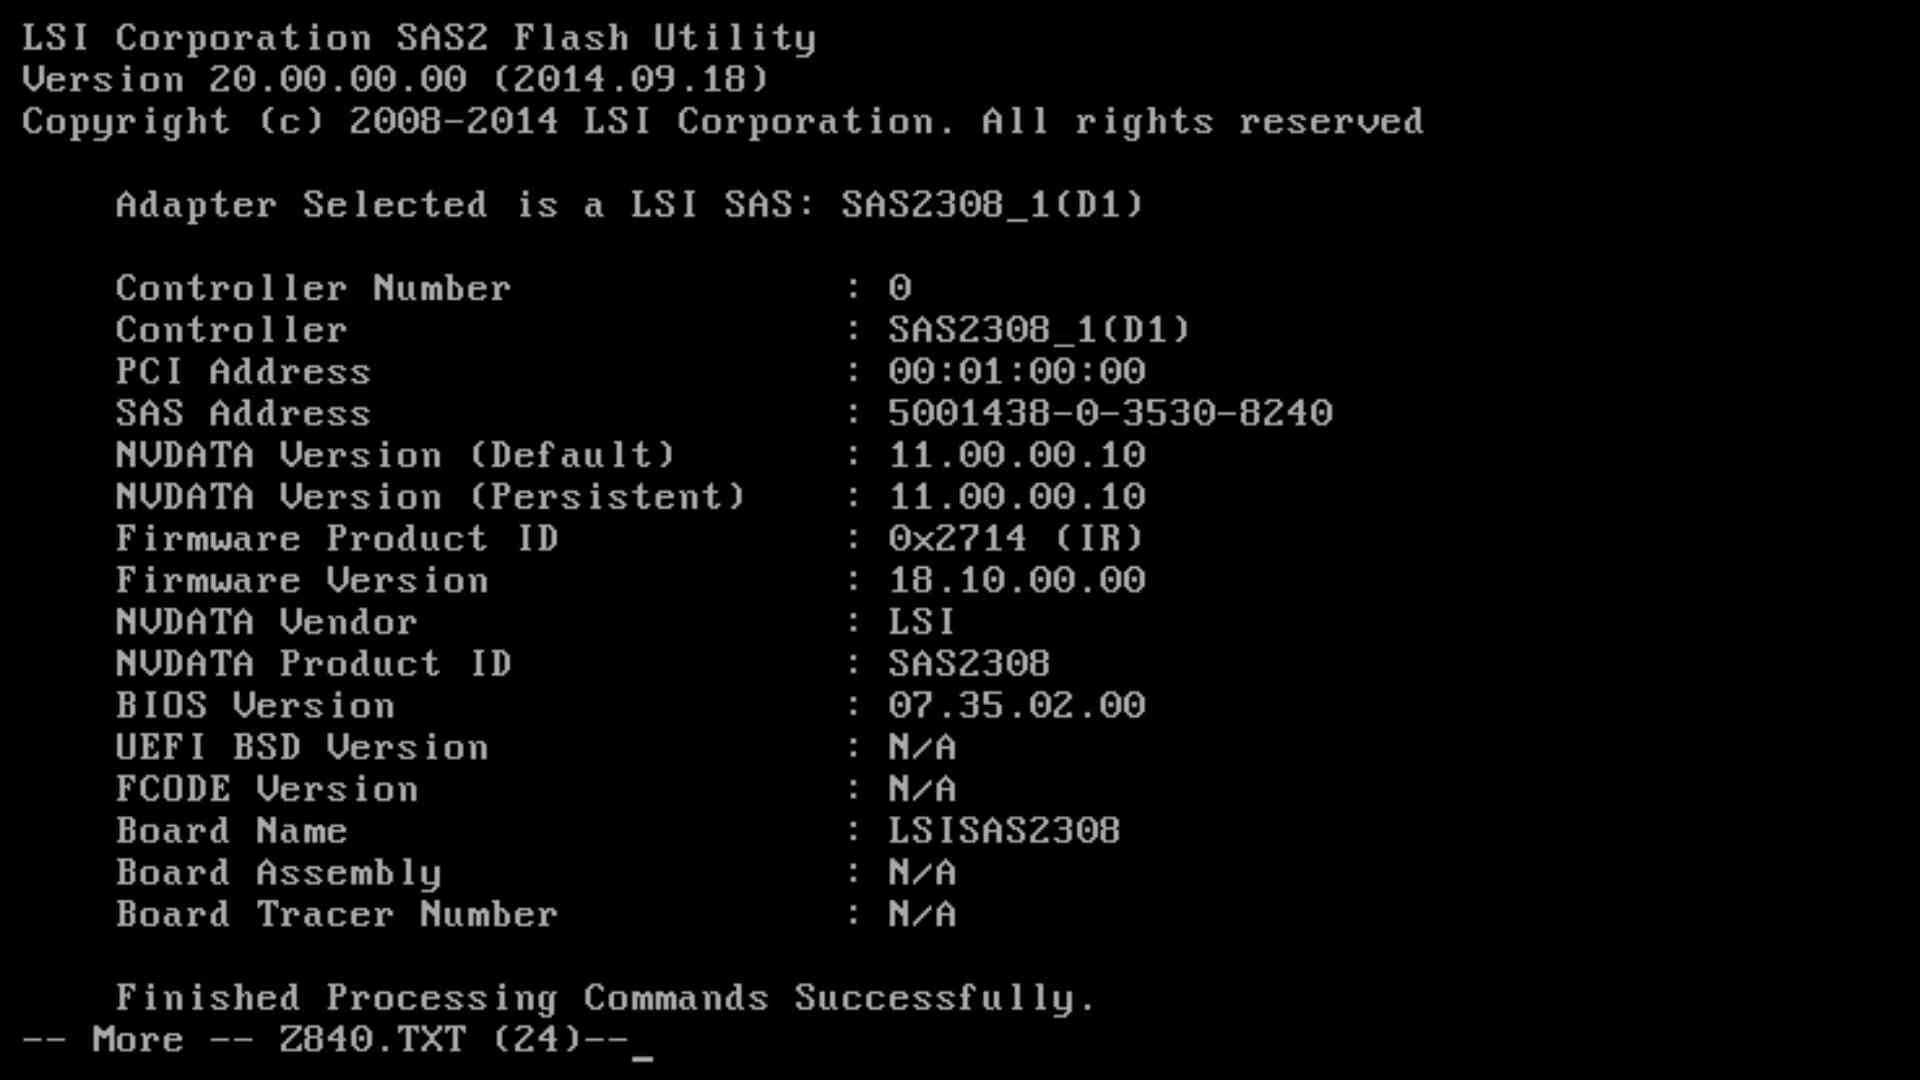 LSI Corporation SAS2 Flash Utility
Version 20.00.00.00 (2014.09.18)
Copyright (c) 2008-2014 LSI Corporation. All rights reserved
Adapter Selected is a LSI SAS: SAS2308_1(D1)
Controller Number : 0
Controller : SAS2308_1(D1)
PCI Address : 00:01:00:00
SAS Address : 5001438-0-3530-8240
NVDATA Version (Default) : 11.00.00.10
NVDATA Version (Persistent) : 11.00.00.10
Firmware Product ID : 0x2714 (IR)
Firmware Version : 18.10.00.00
NVDATA Vendor : LSI
NVDATA Product ID : SAS2308
BIOS Version : 07.35.02.00
UEFI BSD Version : N/A
FCODE Version : N/A
Board Name : LSISAS2308
Board Assembly : N/A
Board Tracer Number : N/A
Finished Processing Commands Successfully.
-- More -- Z840.TXT (24)--_